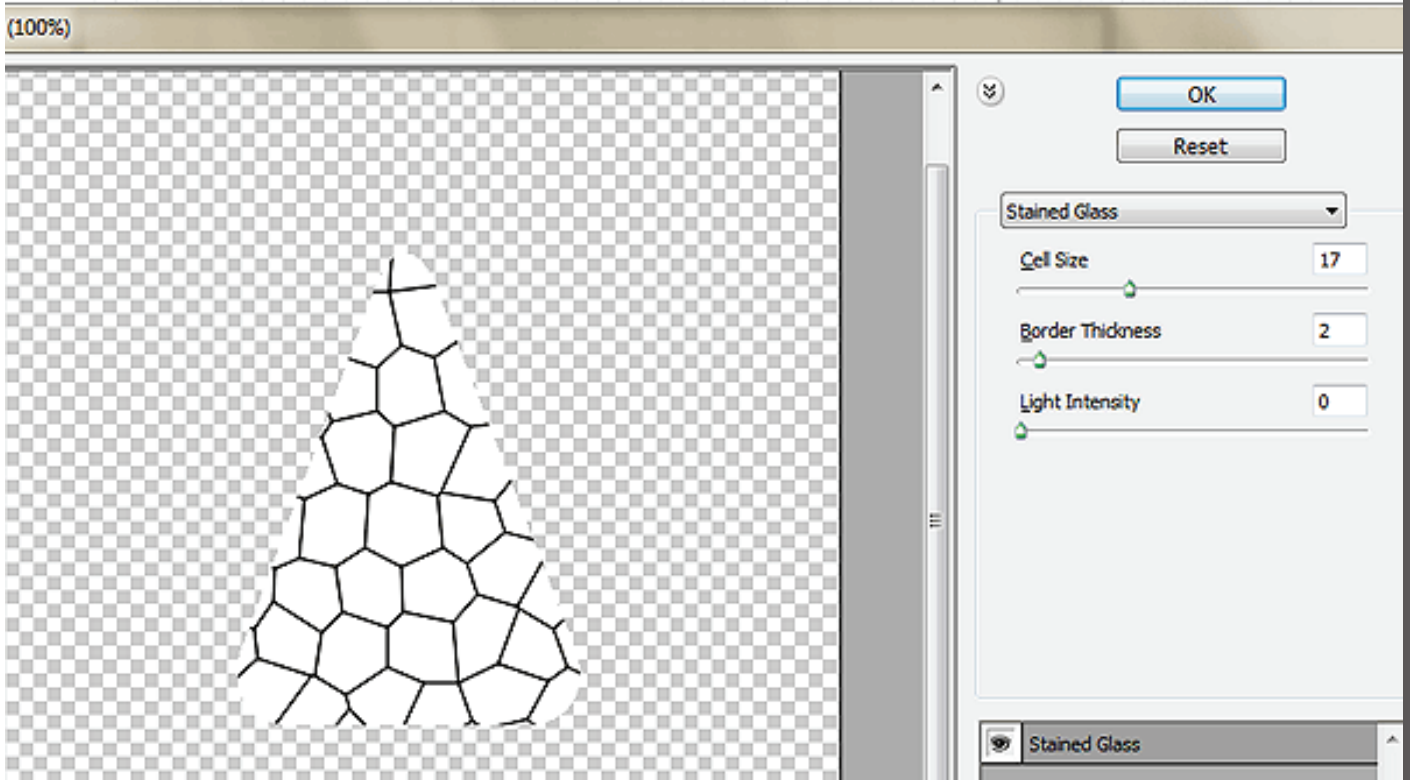 (100%)
OK
Reset
Stained Glass
Cell Size 17
Border Thickness 2
Light Intensity 0
Stained Glass